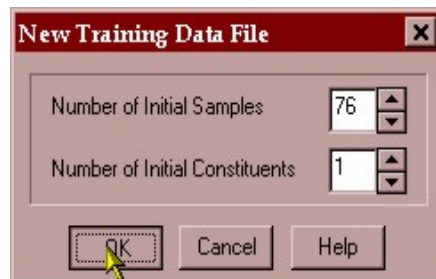 New Training Data File
Number of Initial Samples 76
Number of Initial Constituents 1
OK Cancel Help